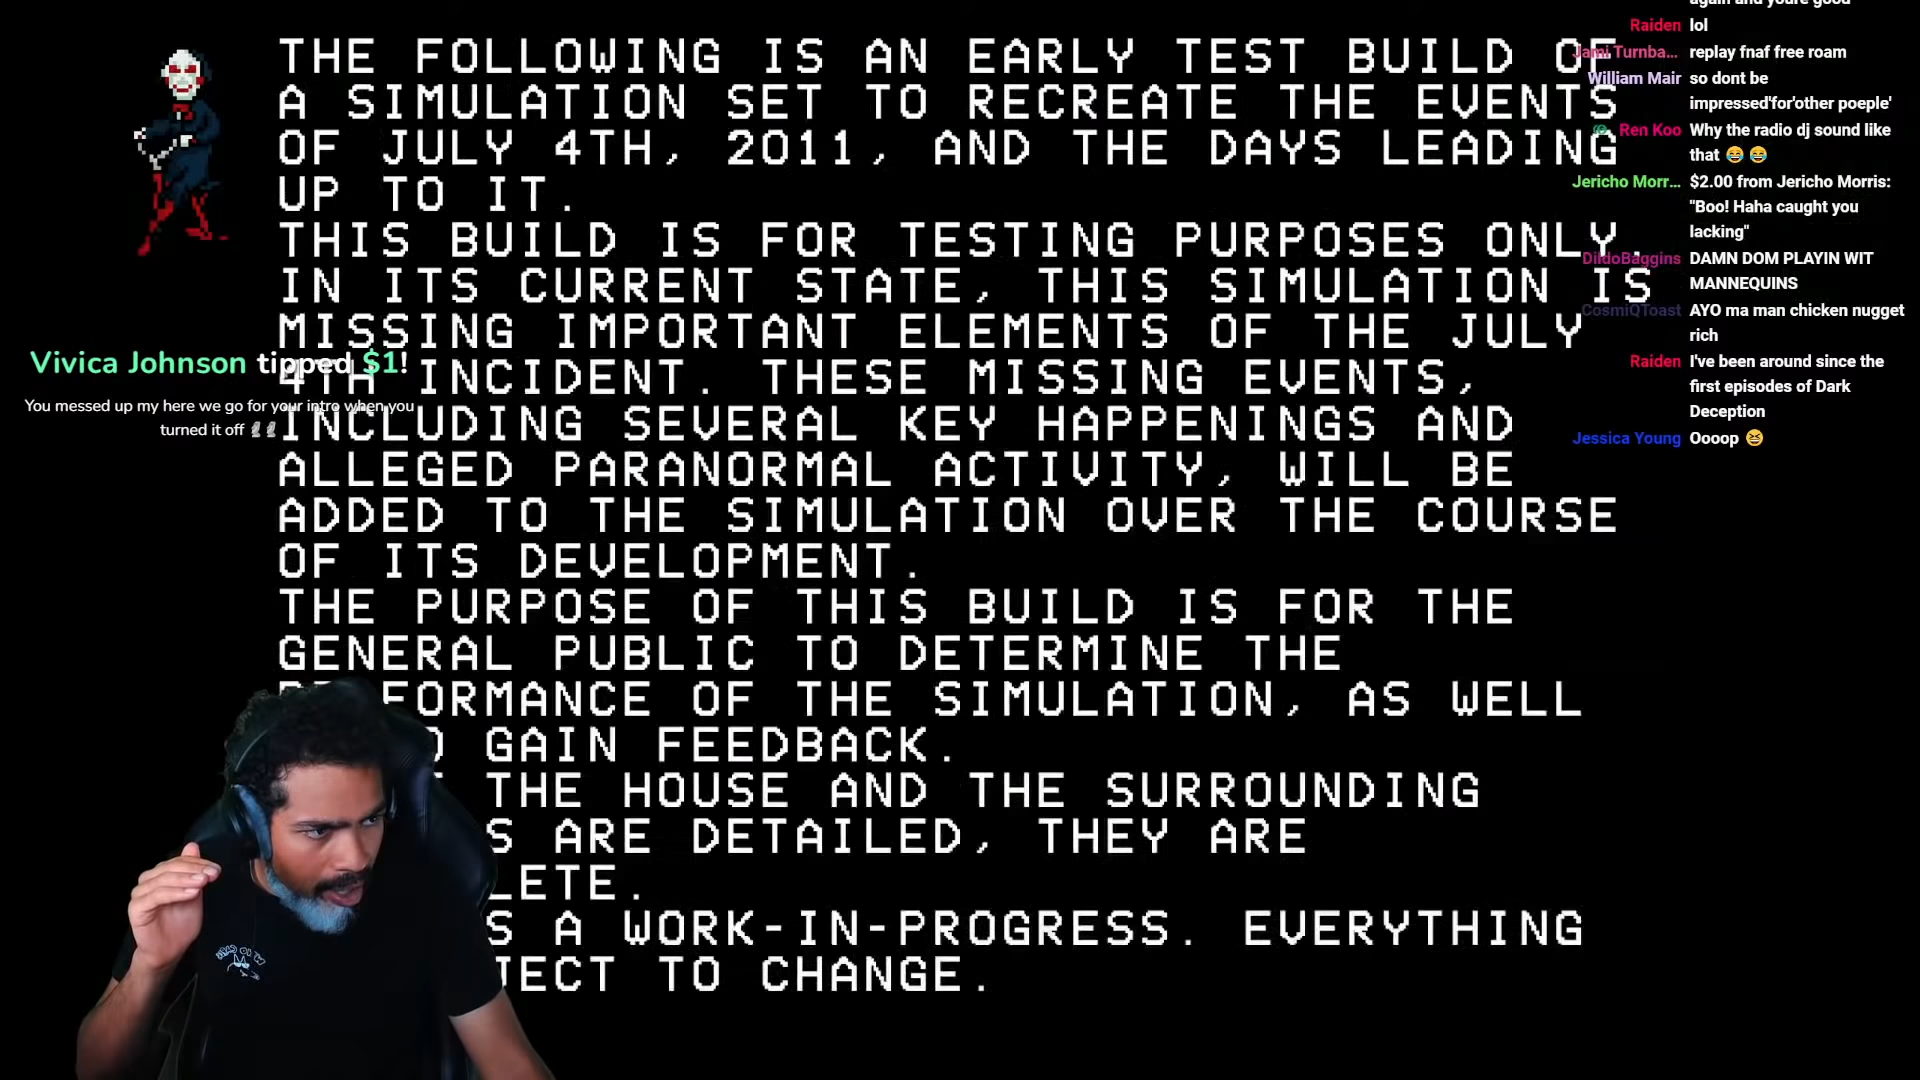 THE FOLLOWING IS AN EARLY TEST BUILD OF
A SIMULATION SET TO RECREATE THE EVENTS
OF JULY 4TH, 2011, AND THE DAYS LEADING
UP TO IT.
THIS BUILD IS FOR TESTING PURPOSES ONLY.
IN ITS CURRENT STATE, THIS SIMULATION IS
MISSING IMPORTANT ELEMENTS OF THE JULY
4TH INCIDENT. THESE MISSING EVENTS,
INCLUDING SEVERAL KEY HAPPENINGS AND
ALLEGED PARANORMAL ACTIVITY, WILL BE
ADDED TO THE SIMULATION OVER THE COURSE
OF ITS DEVELOPMENT.
THE PURPOSE OF THIS BUILD IS FOR THE
GENERAL PUBLIC TO DETERMINE THE
OF THE SIMULATION, AS WELL
GAIN FEEDBACK.
THE HOUSE AND THE SURROUNDING
ARE DETAILED, THEY ARE
A WORK-IN-PROGRESS. EVERYTHING
TO CHANGE.
Vivica Johnson tipped $1!
You messed up my here we go for your intro when you
turned it off
again and youre good
Raiden lol
Jami Turnba... replay fnaf free roam
William Mair so dont be
impressed'for'other poeple'
Ren Koo Why the radio dj sound like
that 😂 😂
Jericho Morr... $2.00 from Jericho Morris:
"Boo! Haha caught you
lacking"
DildoBaggins DAMN DOM PLAYIN WIT
MANNEQUINS
CosmiQToast AYO ma man chicken nugget
rich
Raiden I've been around since the
first episodes of Dark
Deception
Jessica Young Oooop 😆